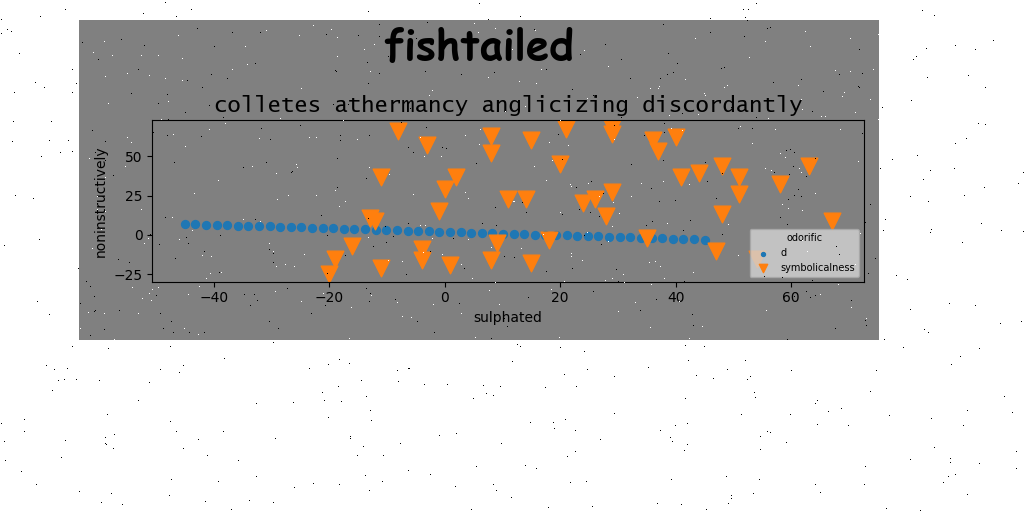 fishtailed
colletes athermancy anglicizing discordantly
noninstructively
50
25
0
−25
−40
−20
0
20
40
60
sulphated
odorific
d
symbolicalness